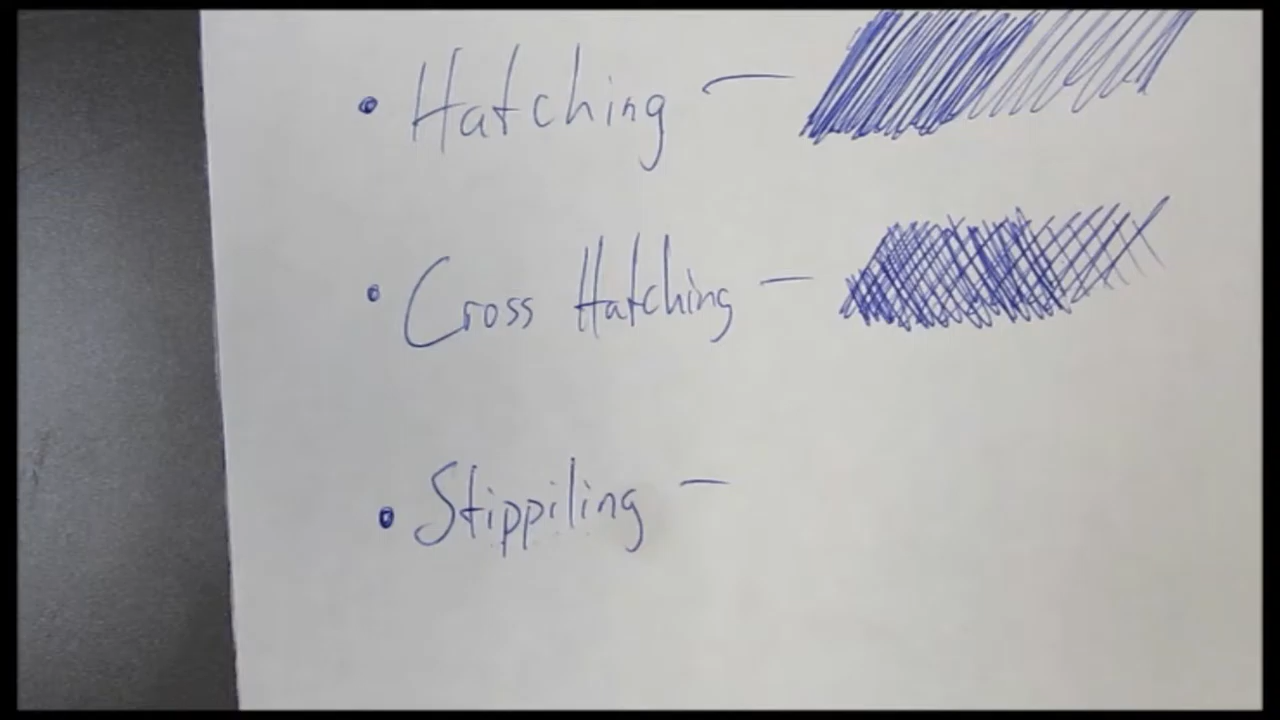 • Hatching –
• Cross Hatching –
• Stippiling –